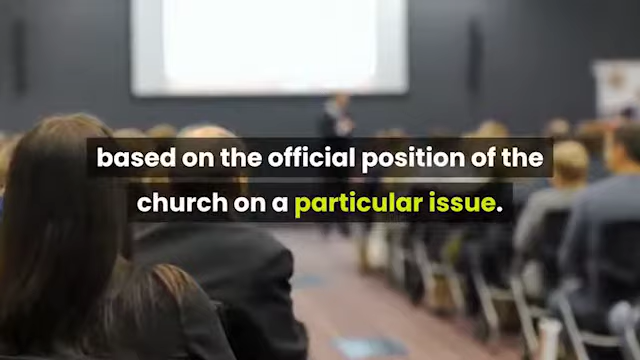 based on the official position of the
church on a particular issue.